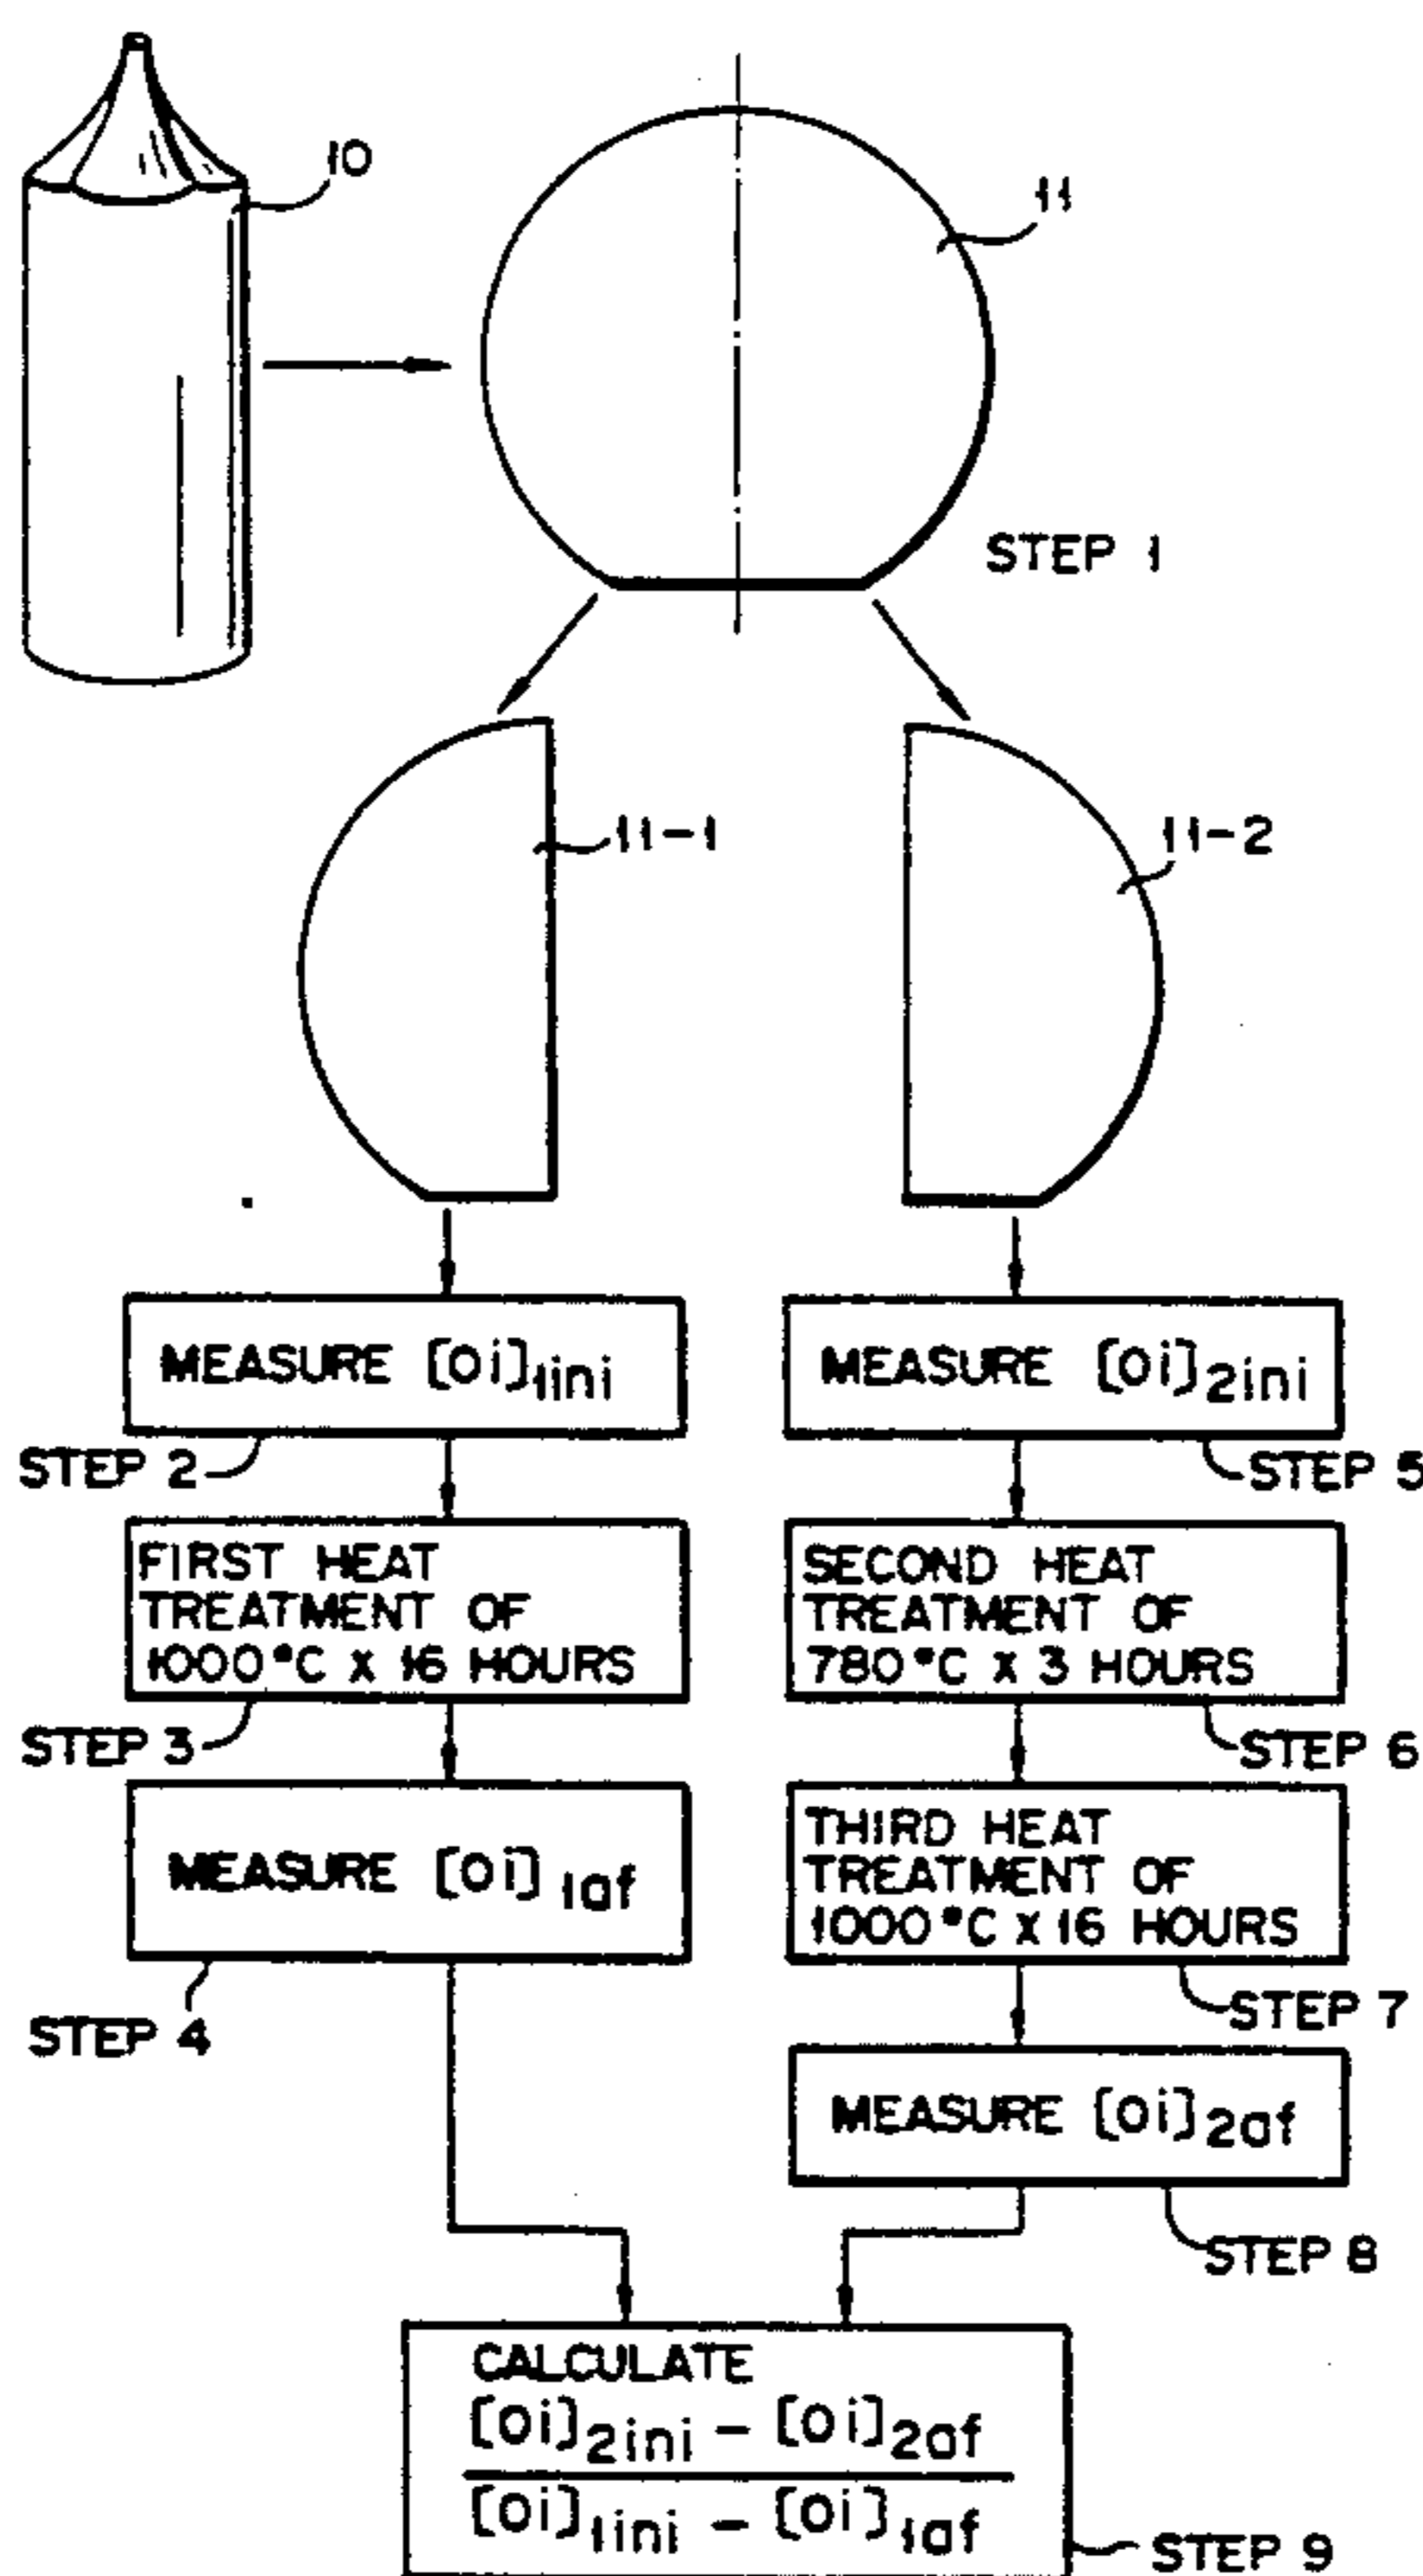 10
11
STEP 1
11-1
11-2
MEASURE [Oi]1ini
STEP 2
FIRST HEAT
TREATMENT OF
1000°C x 16 HOURS
STEP 3
MEASURE [Oi]1af
STEP 4
MEASURE [Oi]2ini
STEP 5
SECOND HEAT
TREATMENT OF
780°C x 3 HOURS
STEP 6
THIRD HEAT
TREATMENT OF
1000°C x 16 HOURS
STEP 7
MEASURE [Oi]2af
STEP 8
CALCULATE
[Oi]2ini - [Oi]2af
[Oi]1ini - [Oi]1af
STEP 9